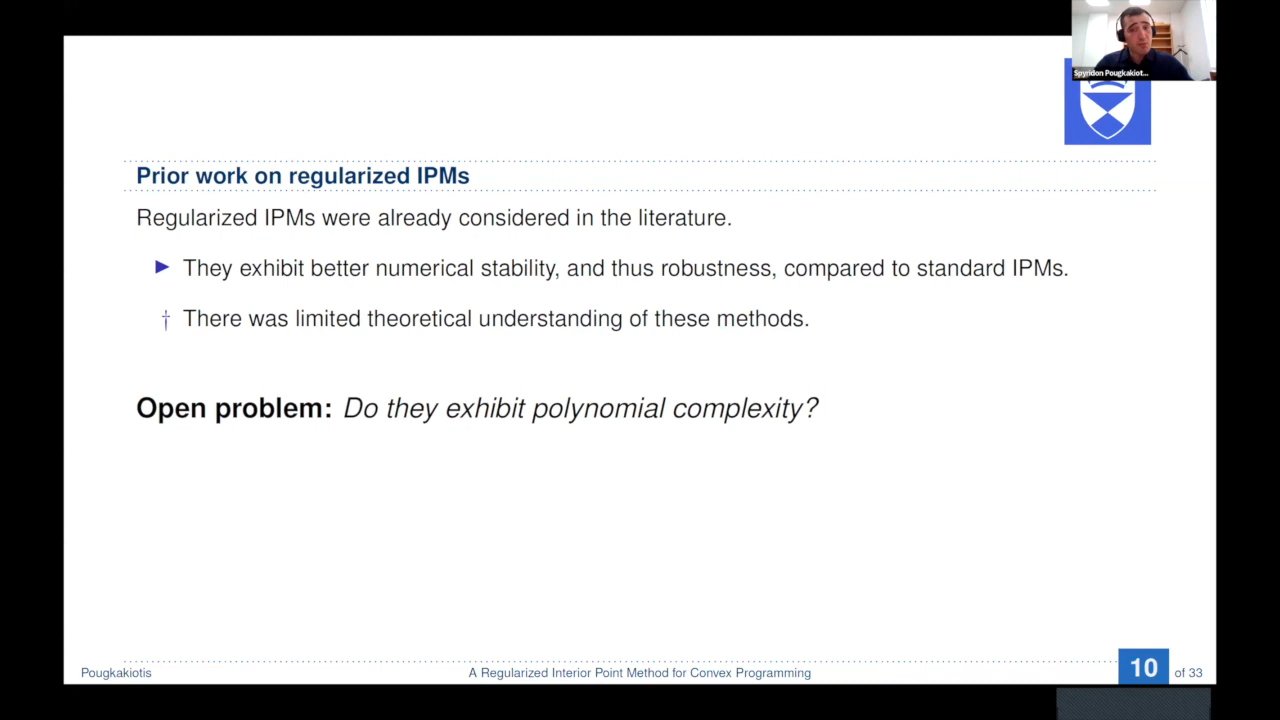 Spyridon Pougkakiot...
Prior work on regularized IPMs
Regularized IPMs were already considered in the literature.
▶ They exhibit better numerical stability, and thus robustness, compared to standard IPMs.
† There was limited theoretical understanding of these methods.
Open problem: Do they exhibit polynomial complexity?
Pougkakiotis
A Regularized Interior Point Method for Convex Programming
10 of 33